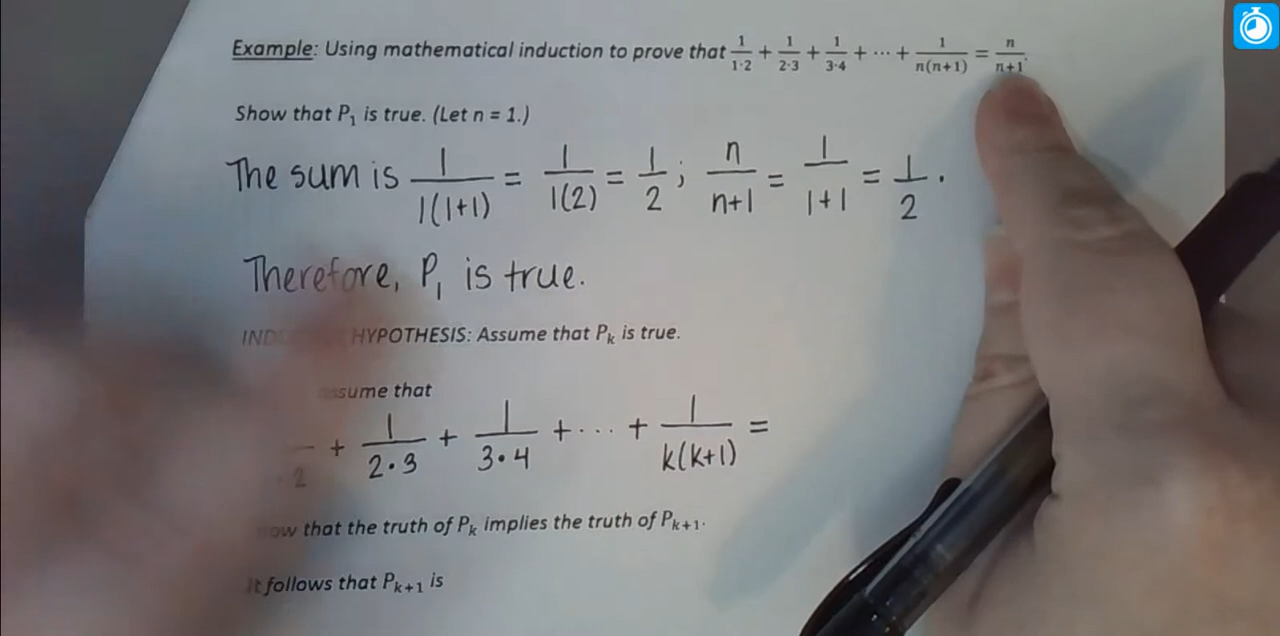 Example: Using mathematical induction to prove that 1/1·2 + 1/2·3 + 1/3·4 + ··· + 1/n(n+1) = n/n+1.
Show that P₁ is true. (Let n = 1.)
The sum is 1/1(1+1) = 1/1(2) = 1/2 ; n/n+1 = 1/1+1 = 1/2 .
Therefore, P₁ is true.
HYPOTHESIS: Assume that Pₖ is true.
that
2 + 1/2·3 + 1/3·4 + ··· + 1/k(k+1) =
that the truth of Pₖ implies the truth of Pₖ₊₁.
It follows that Pₖ₊₁ is